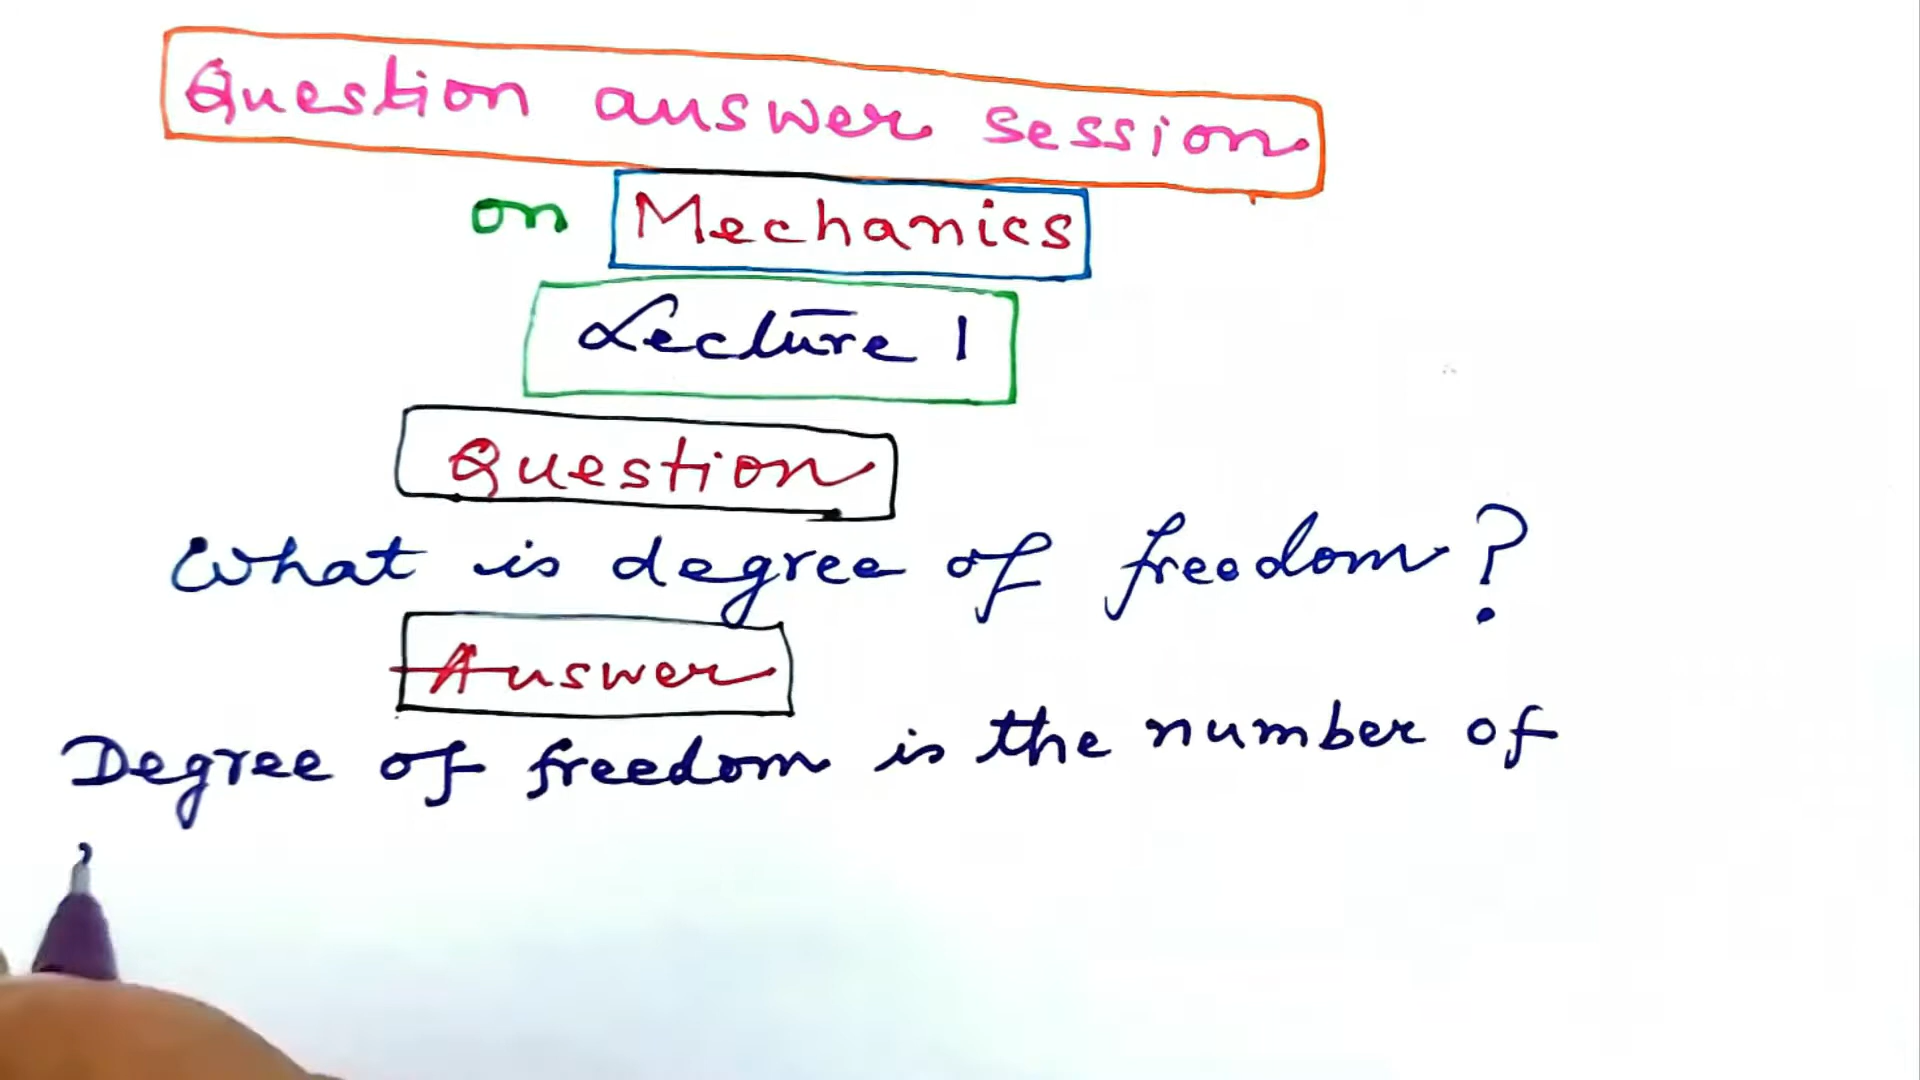 Question answer session
on Mechanics
Lecture 1
Question
What is degree of freedom?
Answer
Degree of freedom is the number of